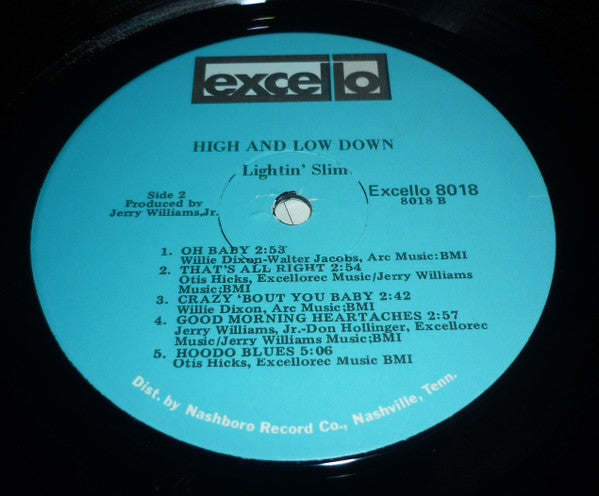 excello
HIGH AND LOW DOWN
Lightin' Slim
Side 2
Produced by
Jerry Williams,Jr.
Excello 8018
8018 B
1. OH BABY 2:53
Willie Dixon-Walter Jacobs, Arc Music:BMI
2. THAT'S ALL RIGHT 2:54
Otis Hicks, Excellorec Music/Jerry Williams
Music;BMI
3. CRAZY 'BOUT YOU BABY 2:42
Willie Dixon, Arc Music;BMI
4. GOOD MORNING HEARTACHES 2:57
Jerry Williams, Jr.-Don Hollinger, Excellorec
Music/Jerry Williams Music;BMI
5. HOODO BLUES 5:06
Otis Hicks, Excellorec Music BMI
Dist. by Nashboro Record Co., Nashville, Tenn.